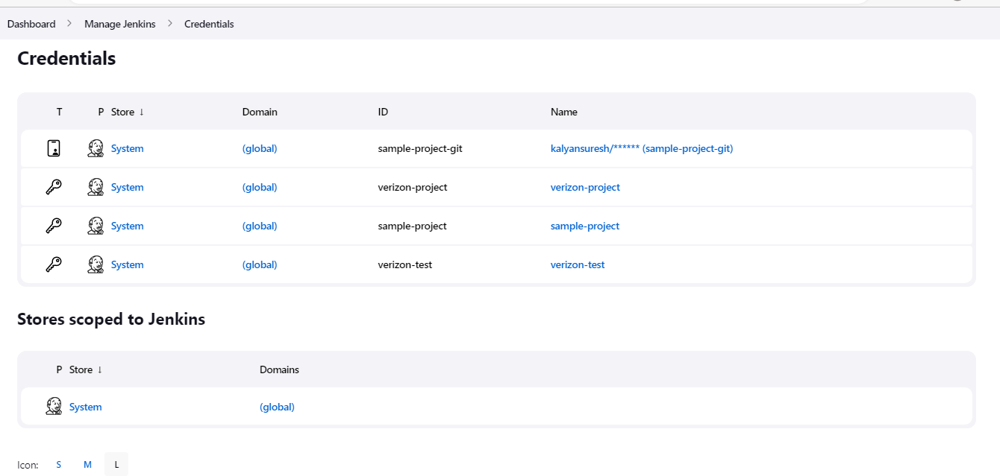 Dashboard > Manage Jenkins > Credentials
Credentials
T P Store ↓ Domain ID Name
System (global) sample-project-git kalyansuresh/****** (sample-project-git)
System (global) verizon-project verizon-project
System (global) sample-project sample-project
System (global) verizon-test verizon-test
Stores scoped to Jenkins
P Store ↓ Domains
System (global)
Icon: S M L